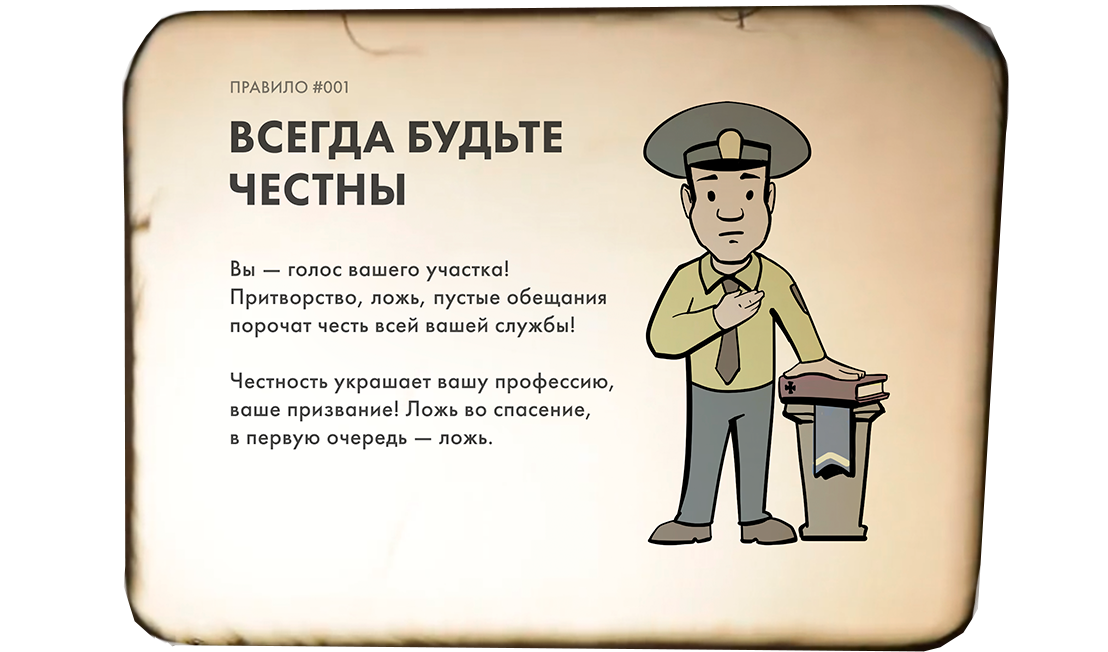 ПРАВИЛО #001
ВСЕГДА БУДЬТЕ
ЧЕСТНЫ
Вы — голос вашего участка!
Притворство, ложь, пустые обещания
порочат честь всей вашей службы!
Честность украшает вашу профессию,
ваше призвание! Ложь во спасение,
в первую очередь — ложь.